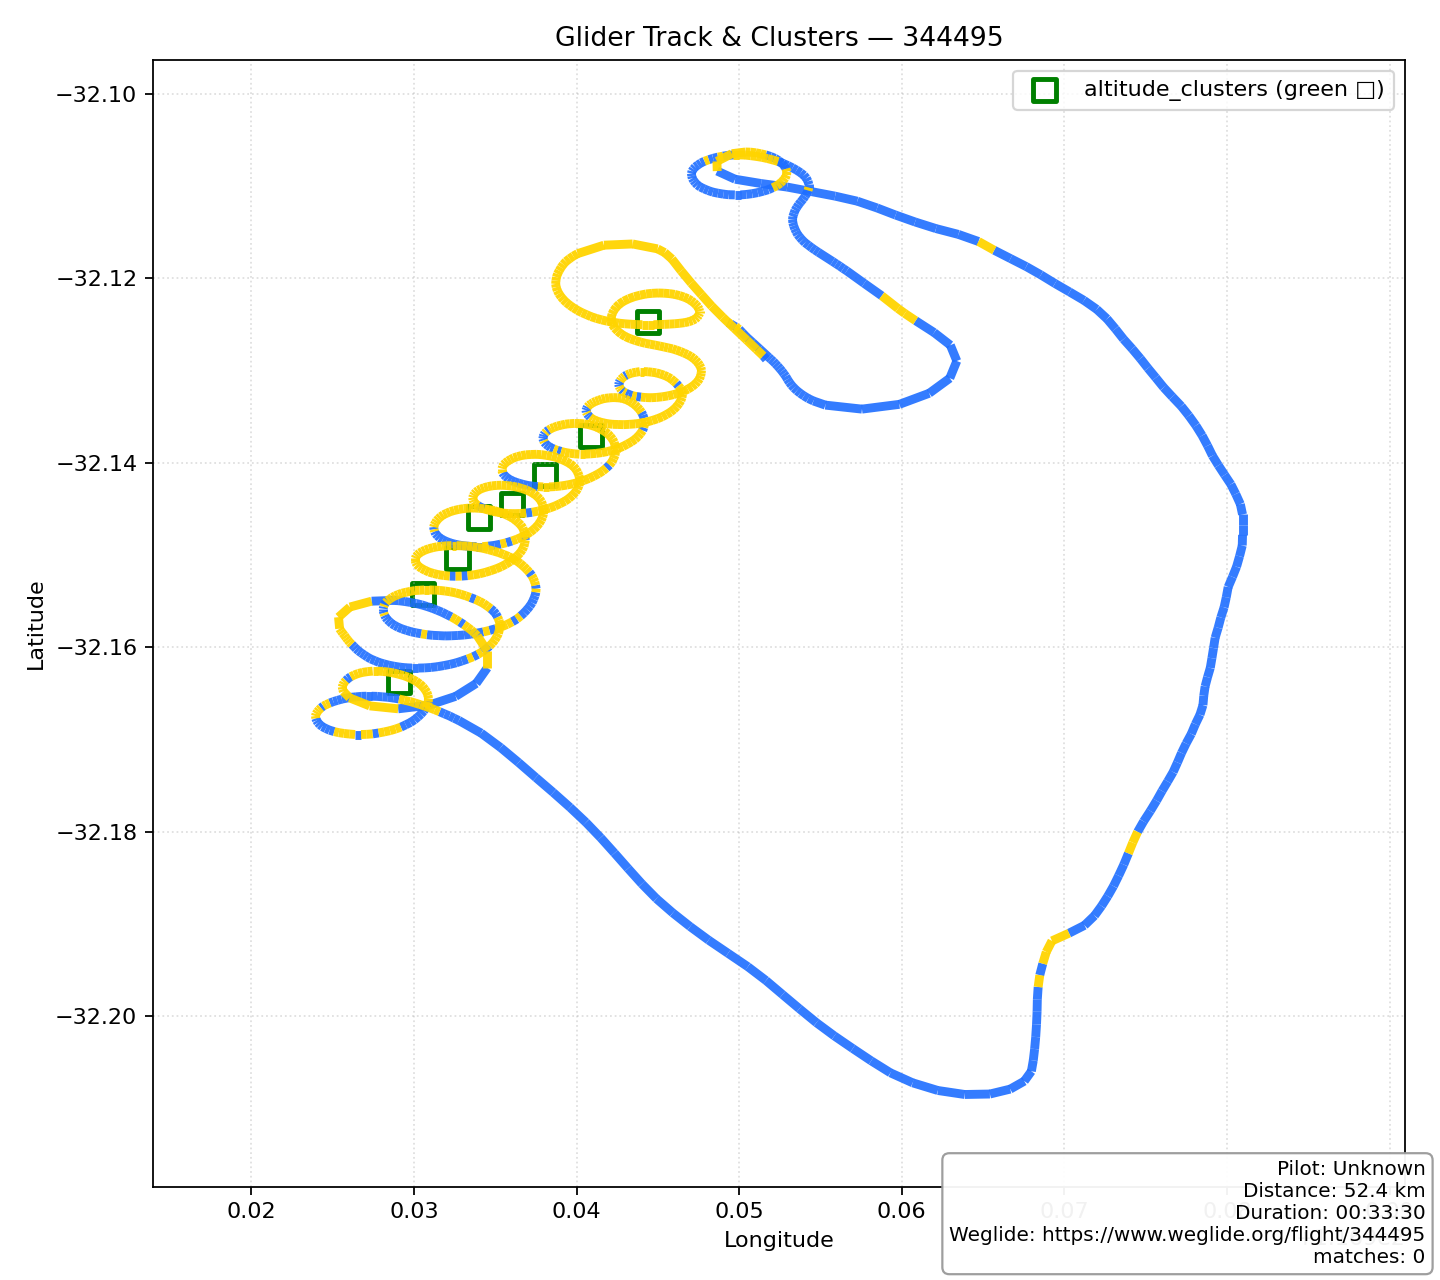 Glider Track & Clusters — 344495
altitude_clusters (green □)
−32.10
−32.12
−32.14
−32.16
−32.18
−32.20
Latitude
0.02 0.03 0.04 0.05 0.06 0.07
Longitude
Pilot: Unknown
Distance: 52.4 km
Duration: 00:33:30
Weglide: https://www.weglide.org/flight/344495
matches: 0